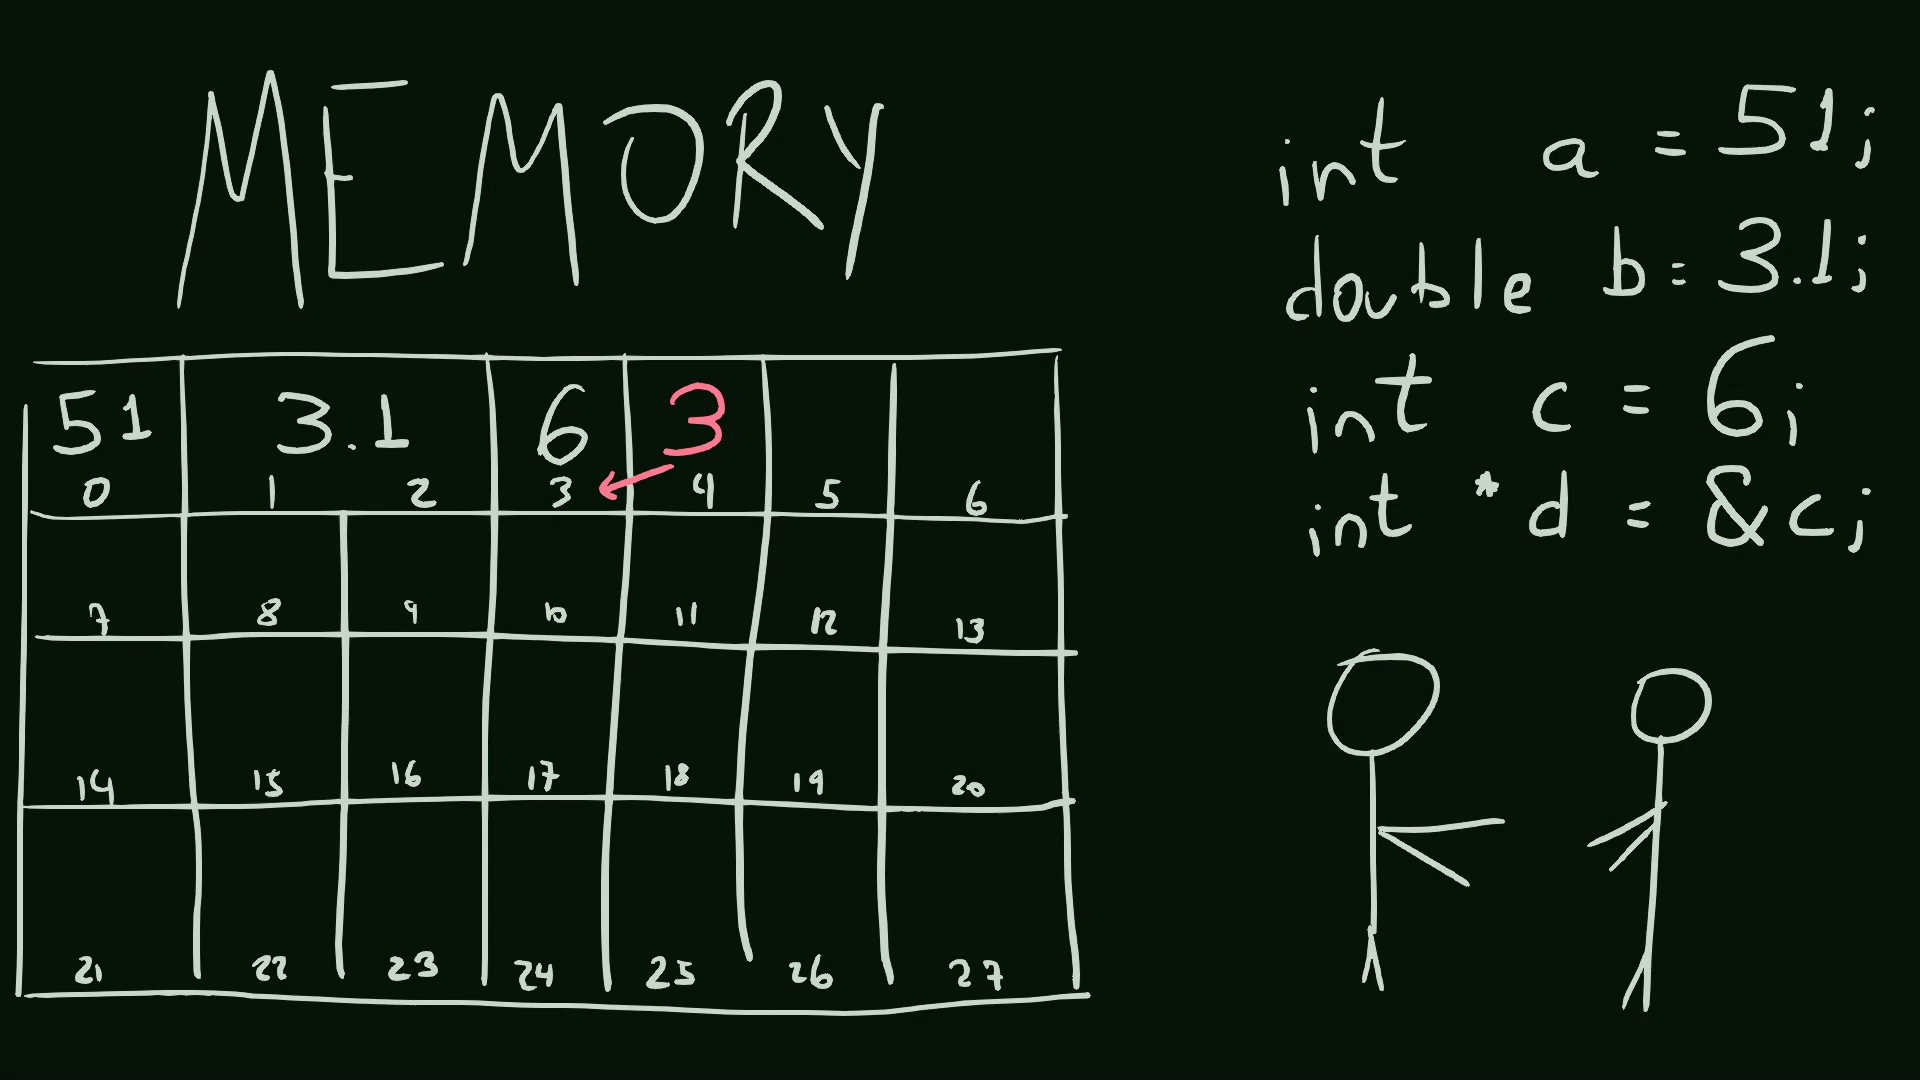 MEMORY
int a = 51;
double b = 3.1;
int c = 6;
int *d = &c;
51 3.1 6 3
0 1 2 3 4 5 6
7 8 9 10 11 12 13
14 15 16 17 18 19 20
21 22 23 24 25 26 27